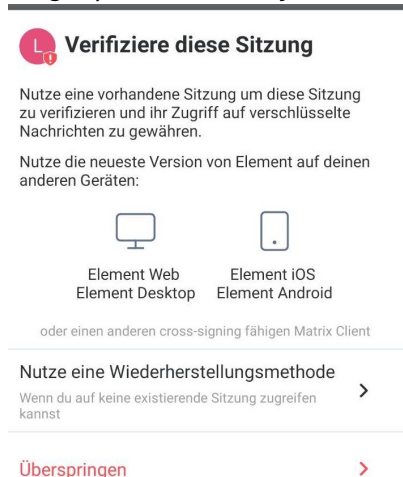 L Verifiziere diese Sitzung
Nutze eine vorhandene Sitzung um diese Sitzung
zu verifizieren und ihr Zugriff auf verschlüsselte
Nachrichten zu gewähren.
Nutze die neueste Version von Element auf deinen
anderen Geräten:
Element Web Element iOS
Element Desktop Element Android
oder einen anderen cross-signing fähigen Matrix Client
Nutze eine Wiederherstellungsmethode
Wenn du auf keine existierende Sitzung zugreifen
kannst
Überspringen